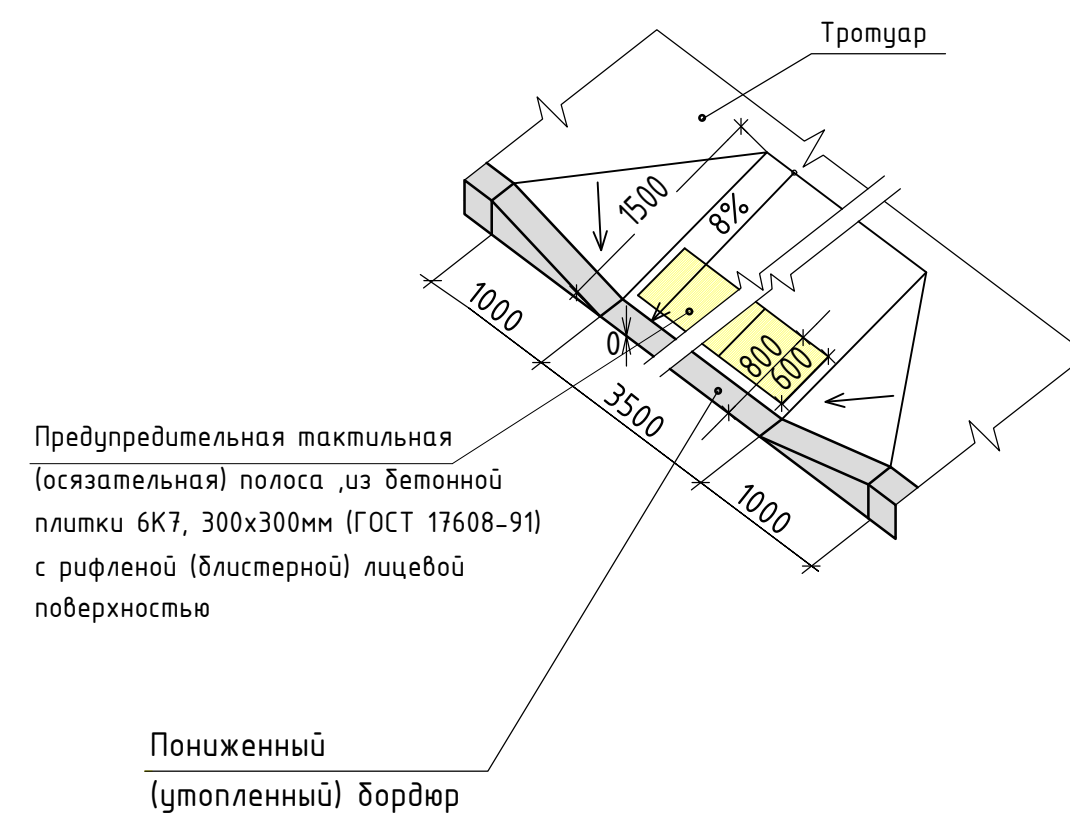 Тротуар
1500
8%
1000
0
800
600
3500
1000
Предупредительная тактильная
(осязательная) полоса ,из бетонной
плитки 6К7, 300х300мм (ГОСТ 17608-91)
с рифленой (блистерной) лицевой
поверхностью
Пониженный
(утопленный) бордюр